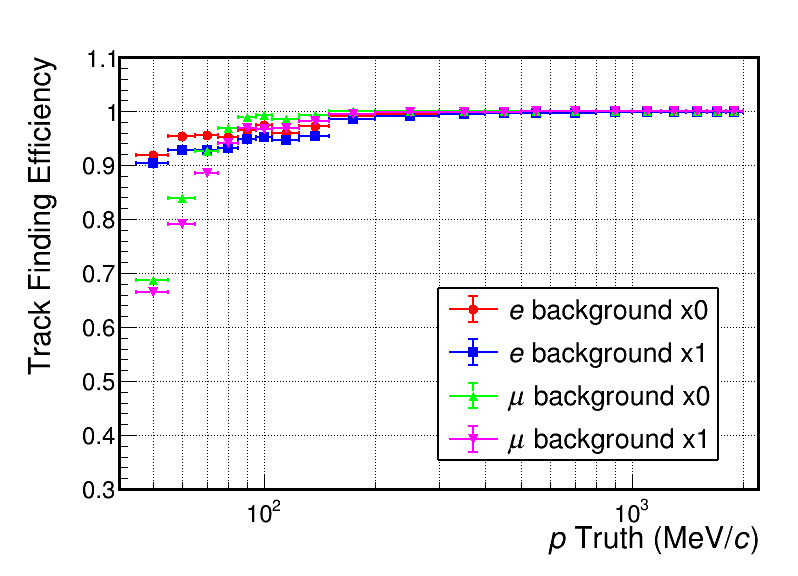 Track Finding Efficiency
1.1
1
0.9
0.8
0.7
0.6
0.5
0.4
0.3
e background x0
e background x1
μ background x0
μ background x1
10² 10³
p Truth (MeV/c)